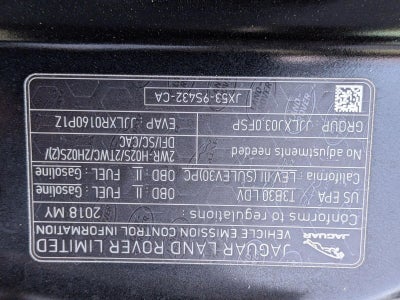 JAGUAR
JAGUAR LAND ROVER LIMITED
VEHICLE EMISSION CONTROL INFORMATION
Conforms to regulations: 2018 MY
US EPA: T3B30 LDV OBD: II FUEL: Gasoline
California: LEV III (SULEV30)PC OBD: II FUEL: Gasoline
No adjustments needed 2WR-HO2S/2TWC/2HO2S(2)/
DFI/SC/CAC
GROUP: JJLXJ03.0FSP EVAP: JJLXR0160P1Z
JX53-9S432-CA